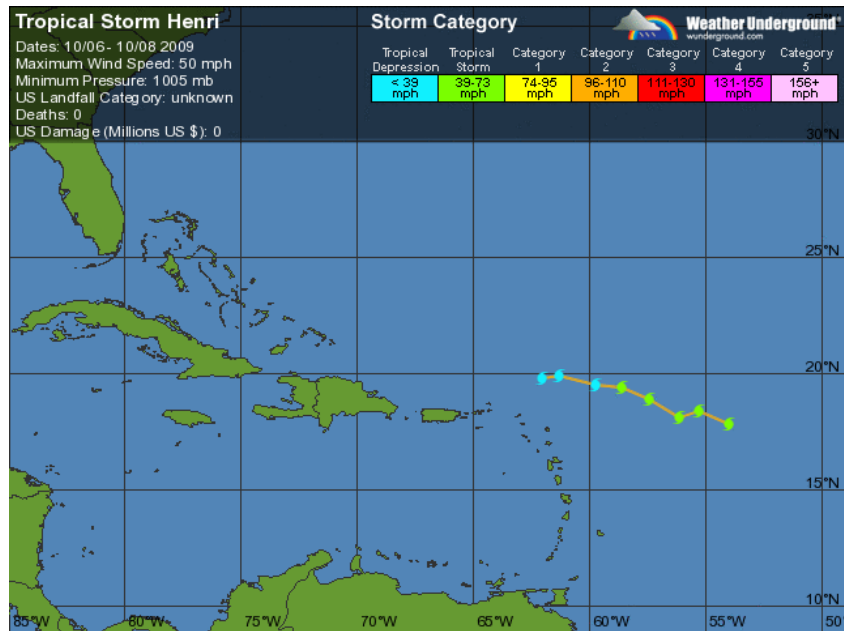 Tropical Storm Henri
Dates: 10/06- 10/08 2009
Maximum Wind Speed: 50 mph
Minimum Pressure: 1005 mb
US Landfall Category: unknown
Deaths: 0
US Damage (Millions US $): 0
Storm Category
Weather Underground®
wunderground.com
Tropical Depression
Tropical Storm
Category 1
Category 2
Category 3
Category 4
Category 5
< 39 mph
39-73 mph
74-95 mph
96-110 mph
111-130 mph
131-155 mph
156+ mph
30°N
25°N
20°N
15°N
10°N
85°W 80°W 75°W 70°W 65°W 60°W 55°W 50